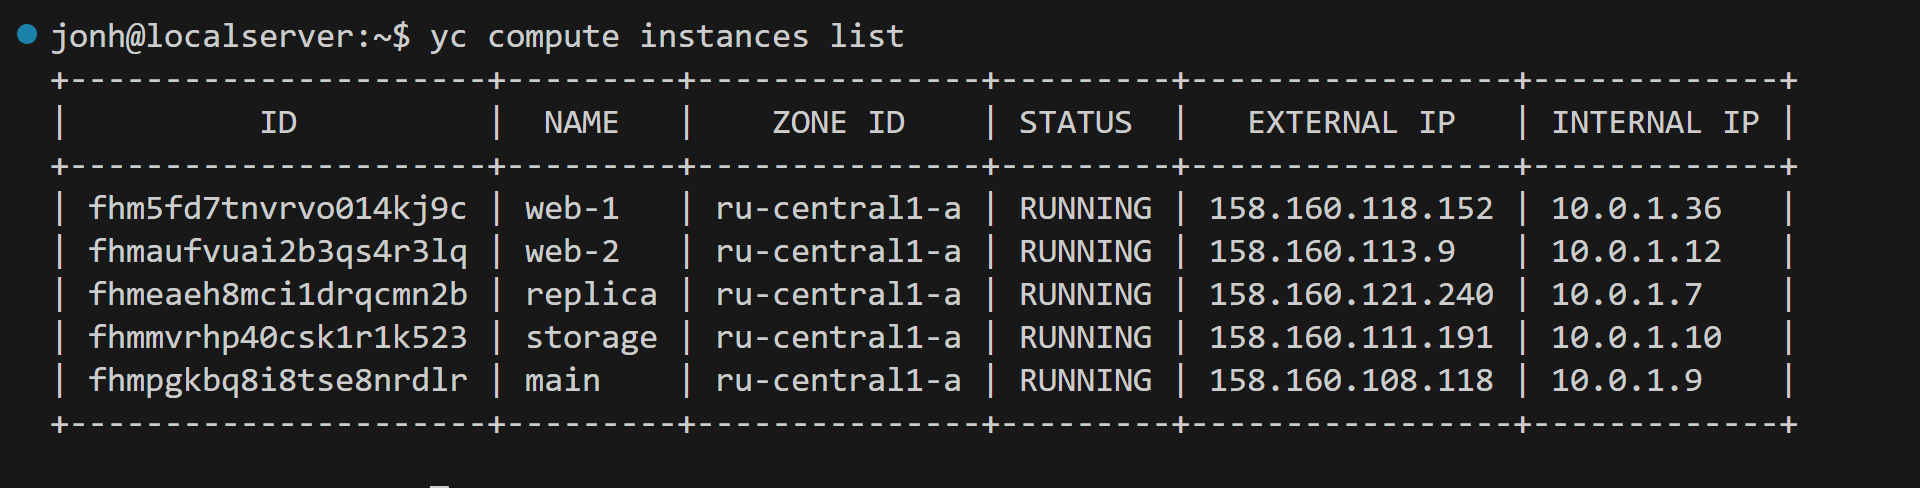 jonh@localserver:~$ yc compute instances list
+----------------------+---------+---------------+---------+-----------------+-------------+
|          ID          |  NAME   |    ZONE ID    | STATUS  |   EXTERNAL IP   | INTERNAL IP |
+----------------------+---------+---------------+---------+-----------------+-------------+
| fhm5fd7tnvrvo014kj9c | web-1   | ru-central1-a | RUNNING | 158.160.118.152 | 10.0.1.36   |
| fhmaufvuai2b3qs4r3lq | web-2   | ru-central1-a | RUNNING | 158.160.113.9   | 10.0.1.12   |
| fhmeaeh8mci1drqcmn2b | replica | ru-central1-a | RUNNING | 158.160.121.240 | 10.0.1.7    |
| fhmmvrhp40csk1r1k523 | storage | ru-central1-a | RUNNING | 158.160.111.191 | 10.0.1.10   |
| fhmpgkbq8i8tse8nrdlr | main    | ru-central1-a | RUNNING | 158.160.108.118 | 10.0.1.9    |
+----------------------+---------+---------------+---------+-----------------+-------------+